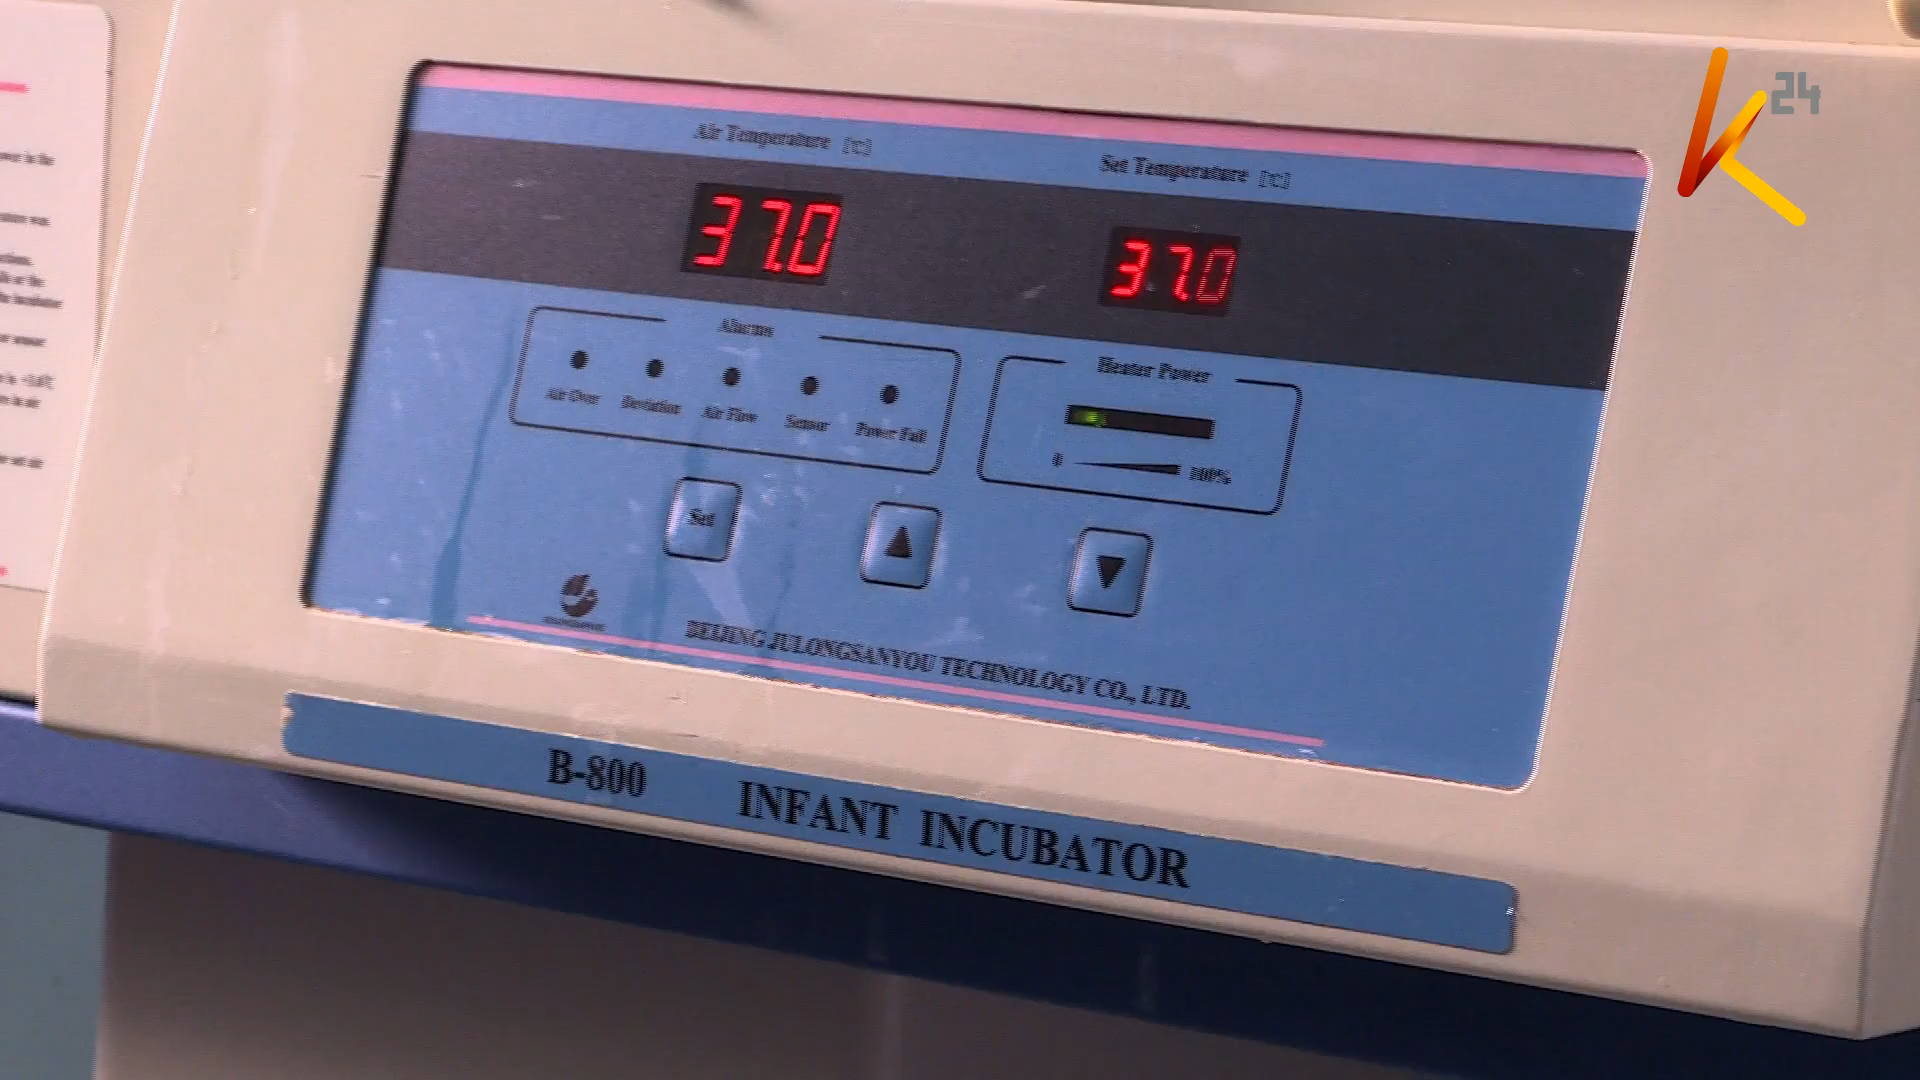 K24
Air Temperature [℃]
Set Temperature [℃]
37.0
37.0
Alarms
Air Over
Deviation
Air Flow
Sensor
Power Fail
Heater Power
0
100%
Set
BEIJING JULONGSANYOU TECHNOLOGY CO., LTD.
B-800 INFANT INCUBATOR